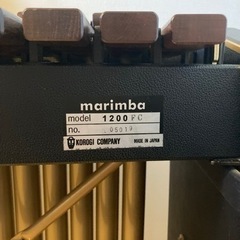 marimba
model 1200PC
no.
KOROGI COMPANY MADE IN JAPAN